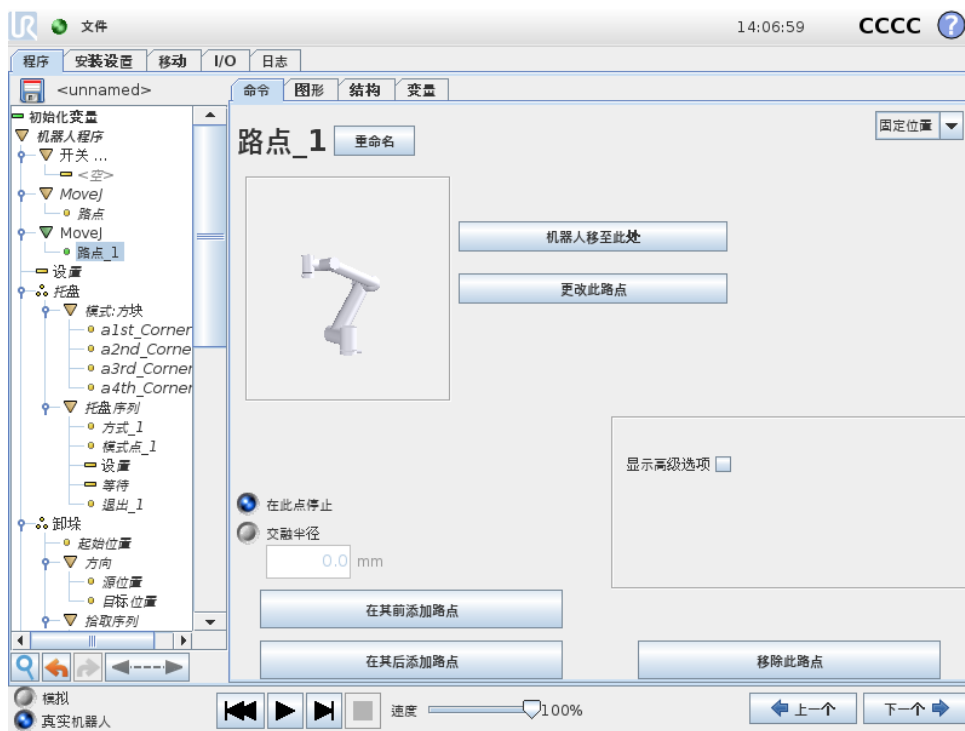 UR 文件 14:06:59 CCCC ?
程序 安装设置 移动 I/O 日志
<unnamed>
命令 图形 结构 变量
初始化变量
机器人程序
开关 ...
<空>
MoveJ
路点
MoveJ
路点_1
设置
托盘
模式:方块
a1st_Corner
a2nd_Corne
a3rd_Corner
a4th_Corner
托盘序列
方式_1
模式点_1
设置
等待
退出_1
卸垛
起始位置
方向
源位置
目标位置
拾取序列
路点_1 重命名
固定位置
机器人移至此处
更改此路点
显示高级选项
在此点停止
交融半径
0.0 mm
在其前添加路点
在其后添加路点 移除此路点
模拟
真实机器人
速度 100%
上一个 下一个